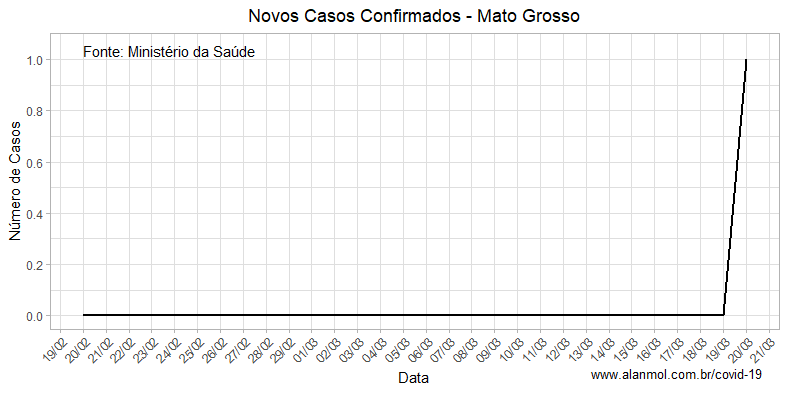 Novos Casos Confirmados - Mato Grosso
Fonte: Ministério da Saúde
Número de Casos
1.0
0.8
0.6
0.4
0.2
0.0
19/02 20/02 21/02 22/02 23/02 24/02 25/02 26/02 27/02 28/02 29/02 01/03 02/03 03/03 04/03 05/03 06/03 07/03 08/03 09/03 10/03 11/03 12/03 13/03 14/03 15/03 16/03 17/03 18/03 19/03 20/03 21/03
Data
www.alanmol.com.br/covid-19